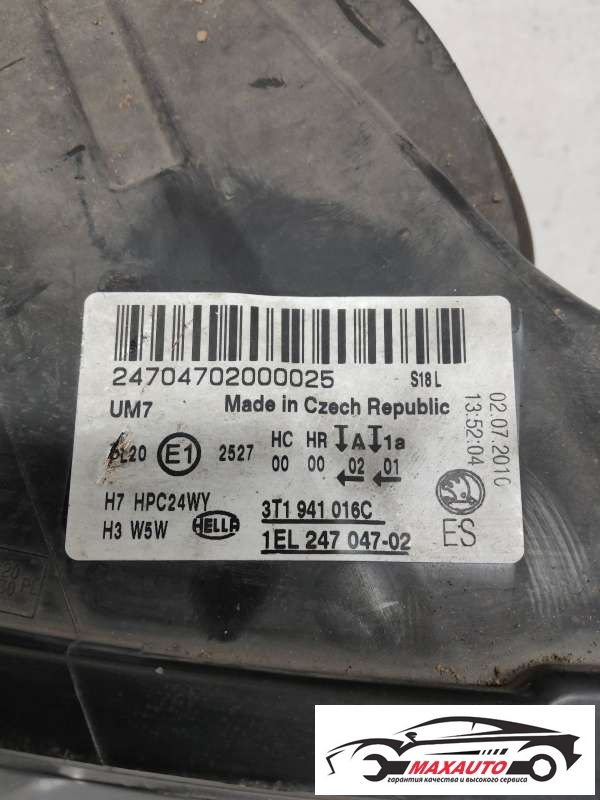 24704702000025 S18 L
UM7 Made in Czech Republic
02.07.2010
13:52:04
PL20 E1 2527 HC HR A 1a
00 00 02 01
H7 HPC24WY 3T1 941 016C
H3 W5W HELLA 1EL 247 047-02
ES
MAXAUTO
гарантия качества и высокого сервиса